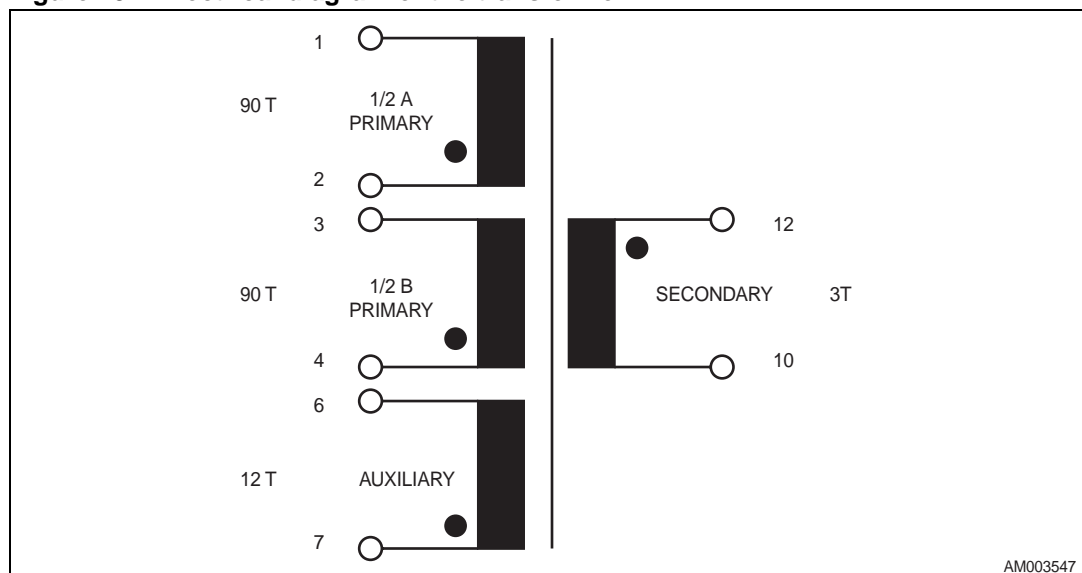 1
90 T
1/2 A
PRIMARY
2
3
12
90 T
1/2 B
PRIMARY
SECONDARY
3T
4
10
6
12 T
AUXILIARY
7
AM003547